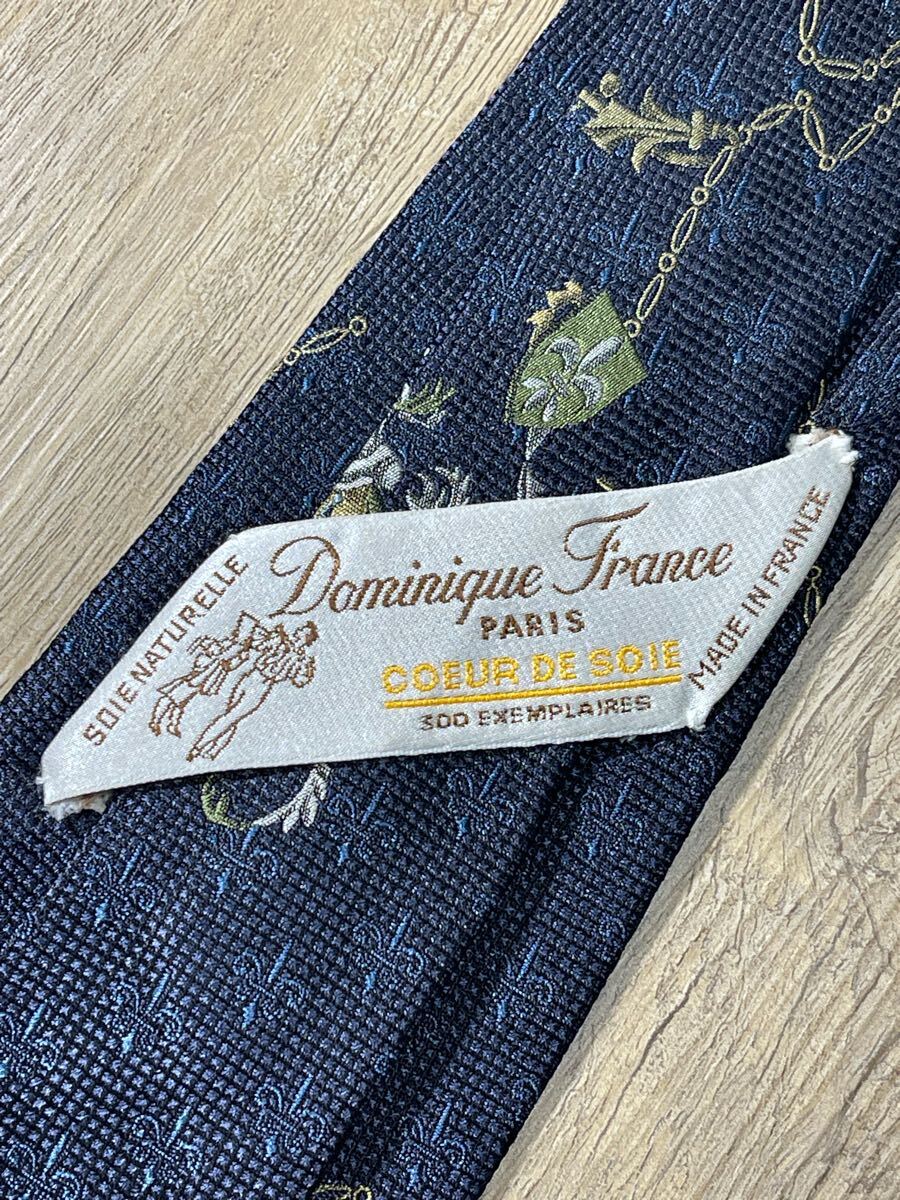 SOIE NATURELLE
Dominique France
PARIS
COEUR DE SOIE
300 EXEMPLAIRES
MADE IN FRANCE